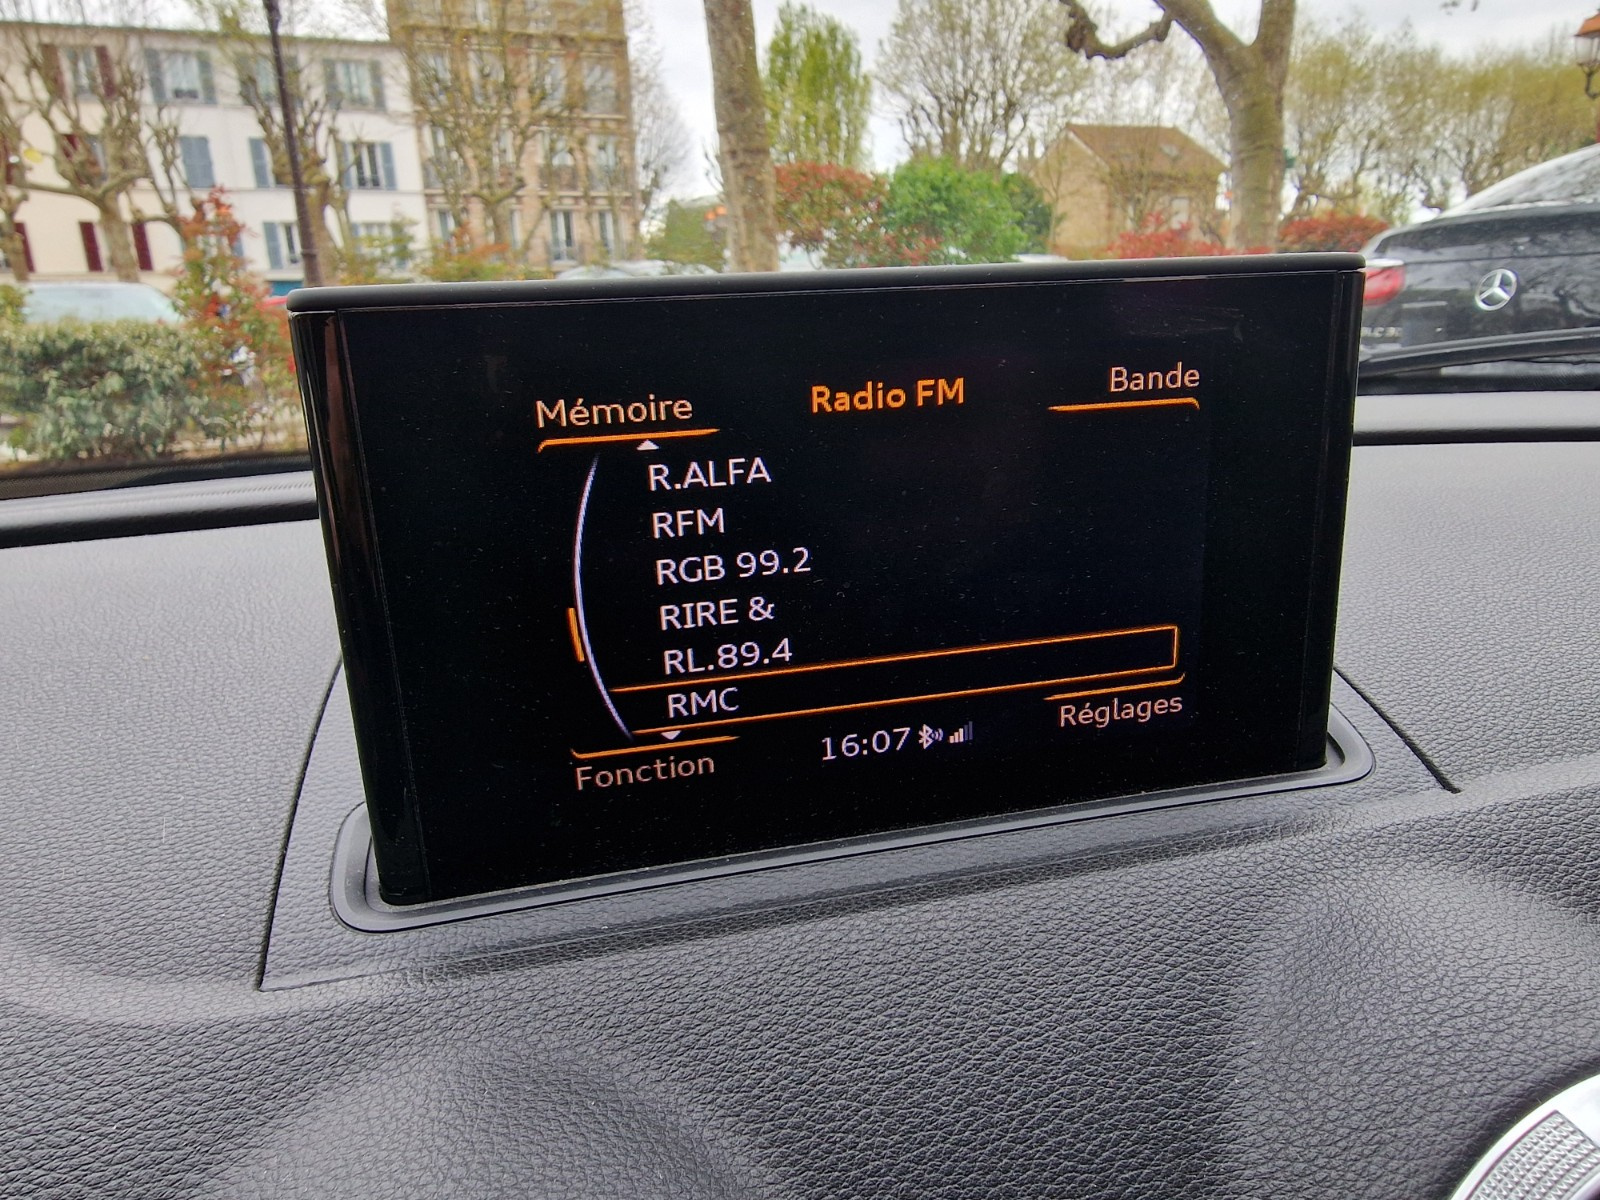 Mémoire
Radio FM
Bande
R.ALFA
RFM
RGB 99.2
RIRE &
RL.89.4
RMC
Fonction
16:07
Réglages